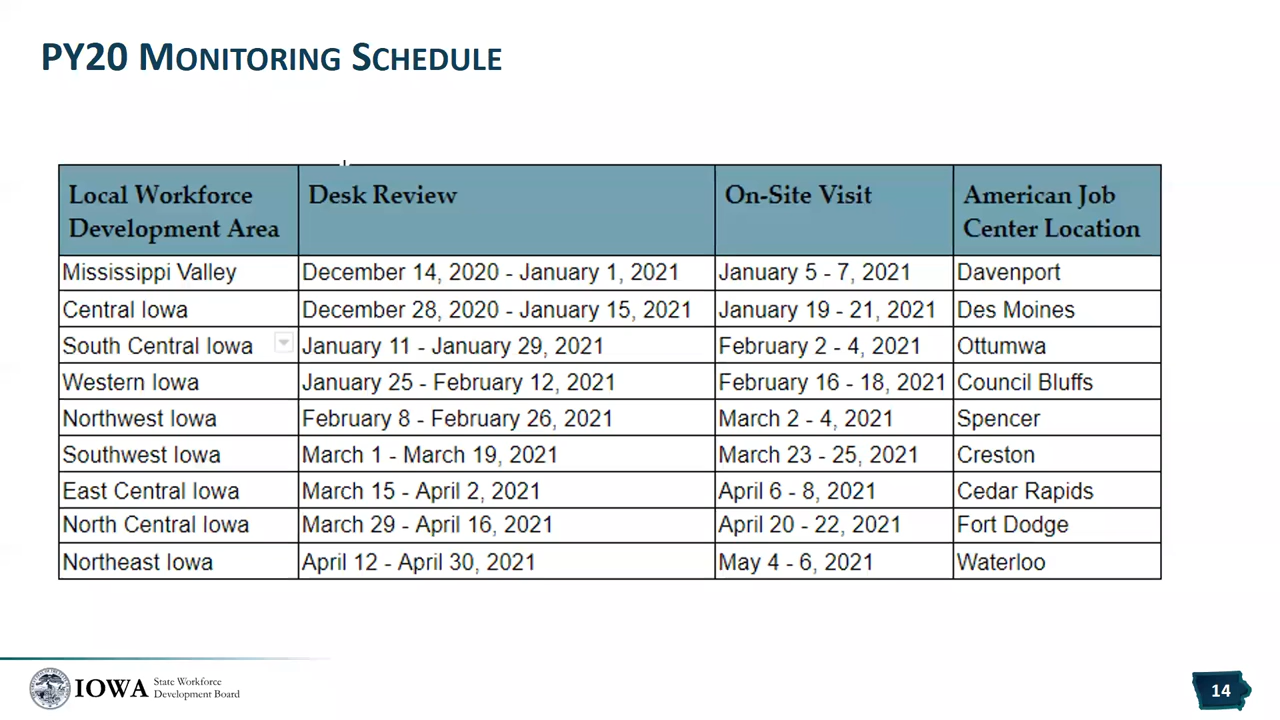 PY20 MONITORING SCHEDULE
Local Workforce Development Area Desk Review On-Site Visit American Job Center Location
Mississippi Valley December 14, 2020 - January 1, 2021 January 5 - 7, 2021 Davenport
Central Iowa December 28, 2020 - January 15, 2021 January 19 - 21, 2021 Des Moines
South Central Iowa January 11 - January 29, 2021 February 2 - 4, 2021 Ottumwa
Western Iowa January 25 - February 12, 2021 February 16 - 18, 2021 Council Bluffs
Northwest Iowa February 8 - February 26, 2021 March 2 - 4, 2021 Spencer
Southwest Iowa March 1 - March 19, 2021 March 23 - 25, 2021 Creston
East Central Iowa March 15 - April 2, 2021 April 6 - 8, 2021 Cedar Rapids
North Central Iowa March 29 - April 16, 2021 April 20 - 22, 2021 Fort Dodge
Northeast Iowa April 12 - April 30, 2021 May 4 - 6, 2021 Waterloo
IOWA State Workforce Development Board
14